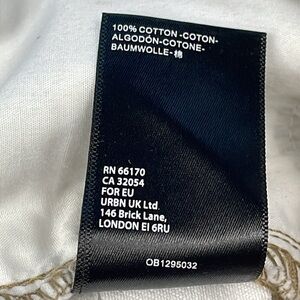 100% COTTON -COTON-
ALGODÓN-COTONE-
BAUMWOLLE-棉
RN 66170
CA 32054
FOR EU
URBN UK Ltd.
146 Brick Lane,
LONDON EI 6RU
OB1295032